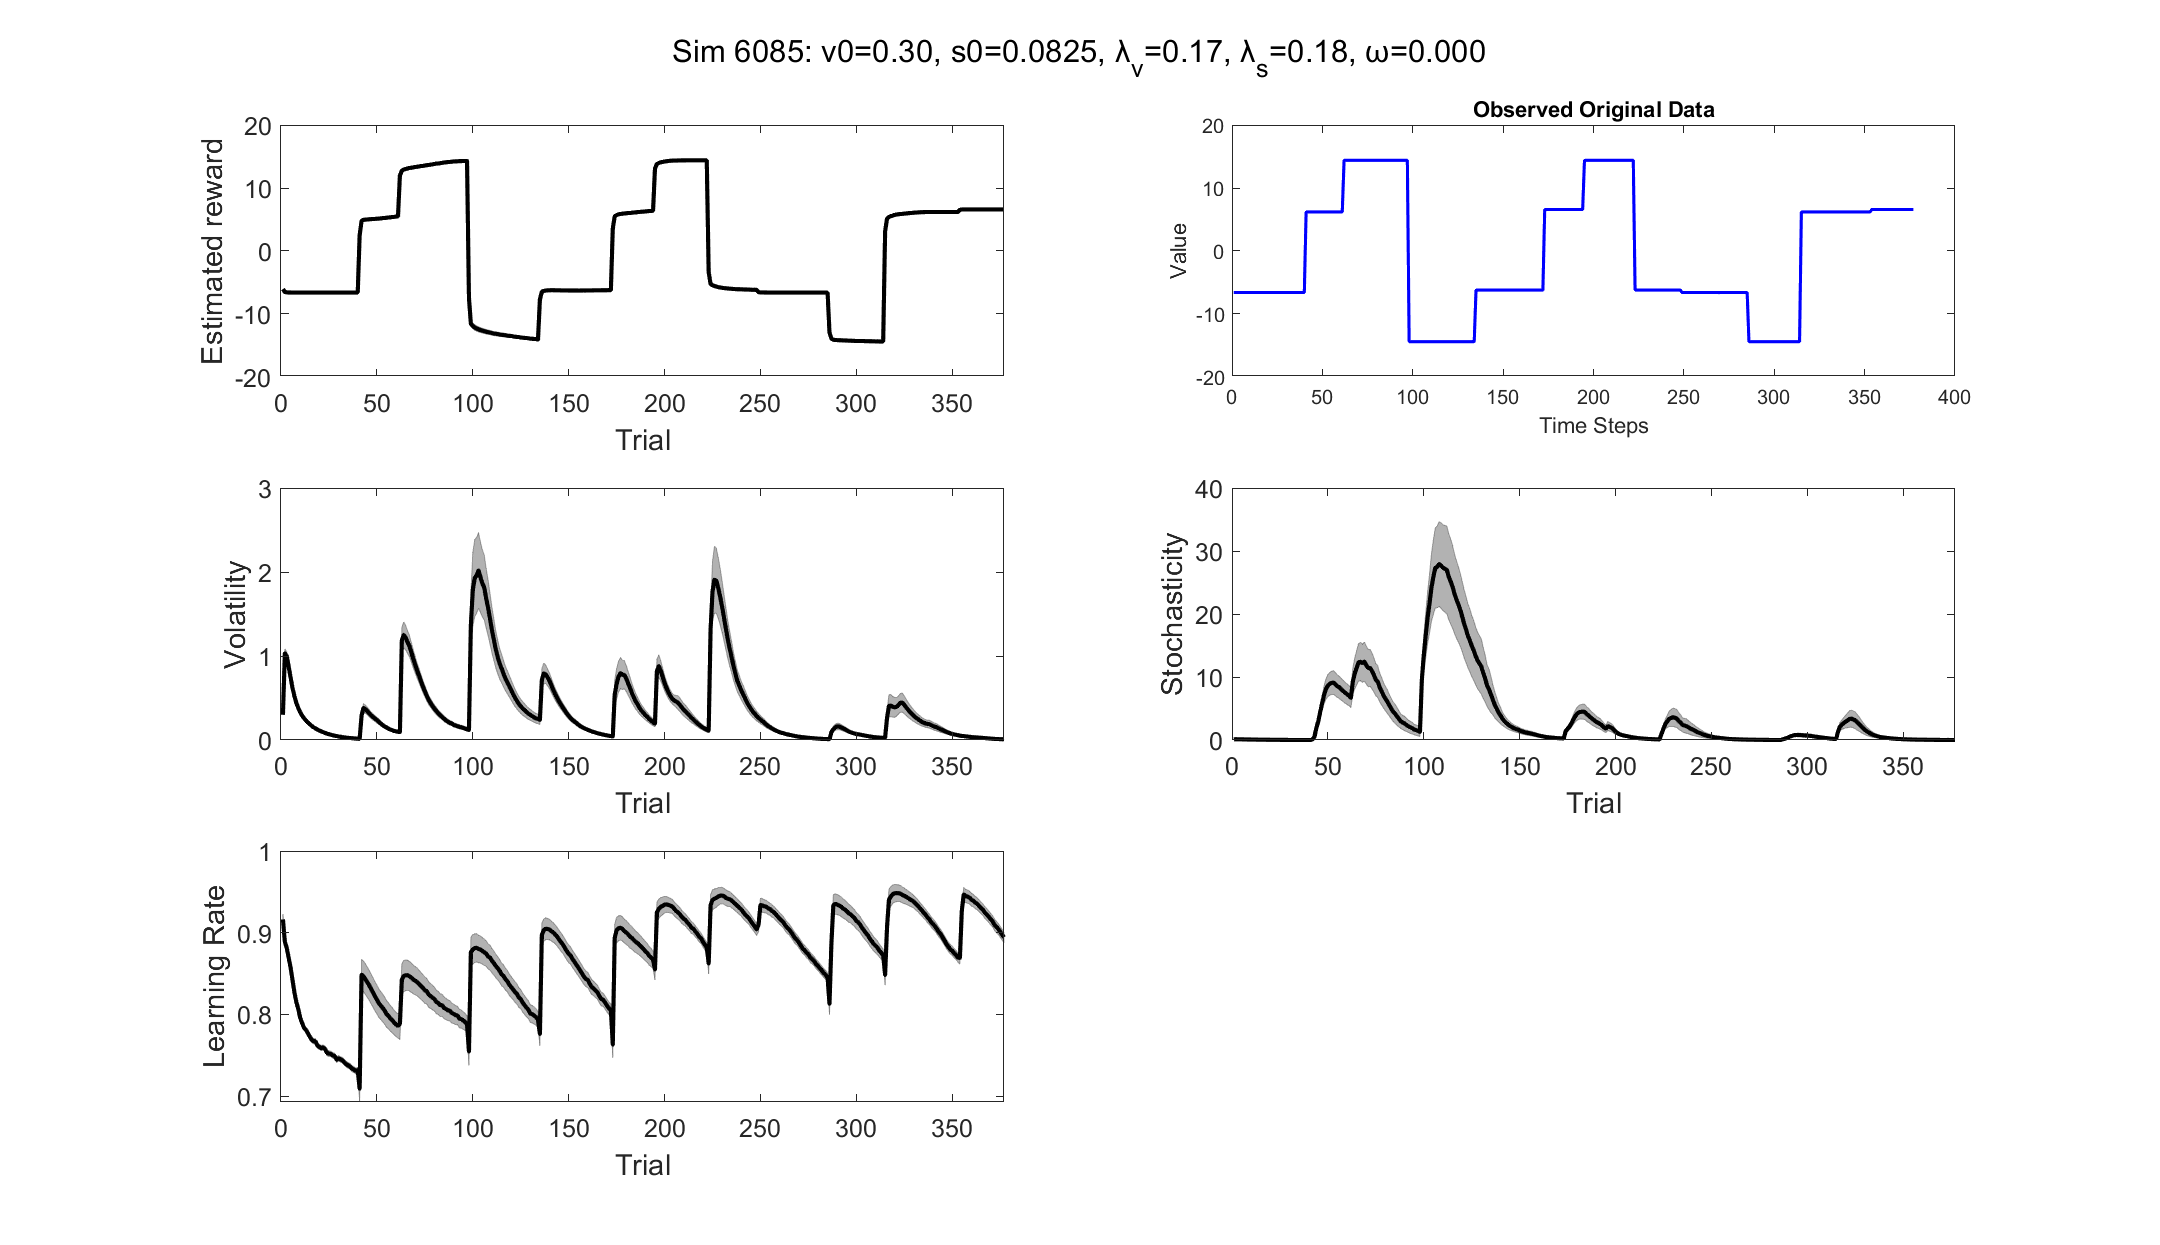 Sim 6085: v0=0.30, s0=0.0825, λv=0.17, λs=0.18, ω=0.000
Estimated reward
20
10
0
-10
-20
0 50 100 150 200 250 300 350
Trial
Observed Original Data
Value
20
10
0
-10
-20
0 50 100 150 200 250 300 350 400
Time Steps
Volatility
3
2
1
0
0 50 100 150 200 250 300 350
Trial
Stochasticity
40
30
20
10
0
0 50 100 150 200 250 300 350
Trial
Learning Rate
1
0.9
0.8
0.7
0 50 100 150 200 250 300 350
Trial